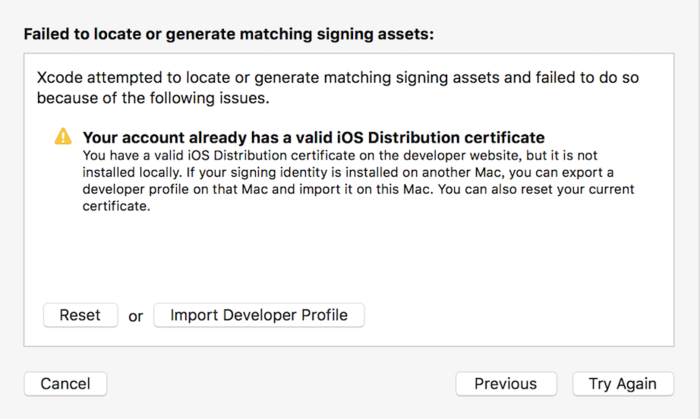 Failed to locate or generate matching signing assets:
Xcode attempted to locate or generate matching signing assets and failed to do so
because of the following issues.
Your account already has a valid iOS Distribution certificate
You have a valid iOS Distribution certificate on the developer website, but it is not
installed locally. If your signing identity is installed on another Mac, you can export a
developer profile on that Mac and import it on this Mac. You can also reset your current
certificate.
Reset or Import Developer Profile
Cancel Previous Try Again